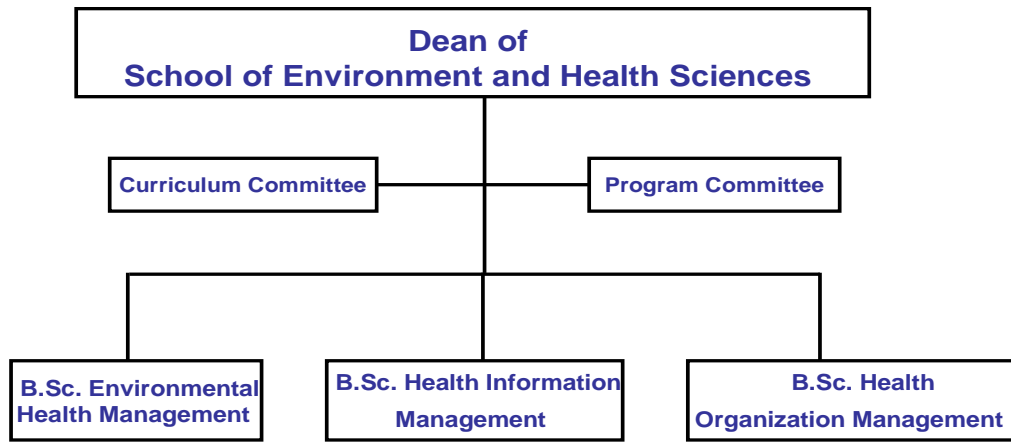 Dean of
School of Environment and Health Sciences
Curriculum Committee
Program Committee
B.Sc. Environmental
Health Management
B.Sc. Health Information
Management
B.Sc. Health
Organization Management